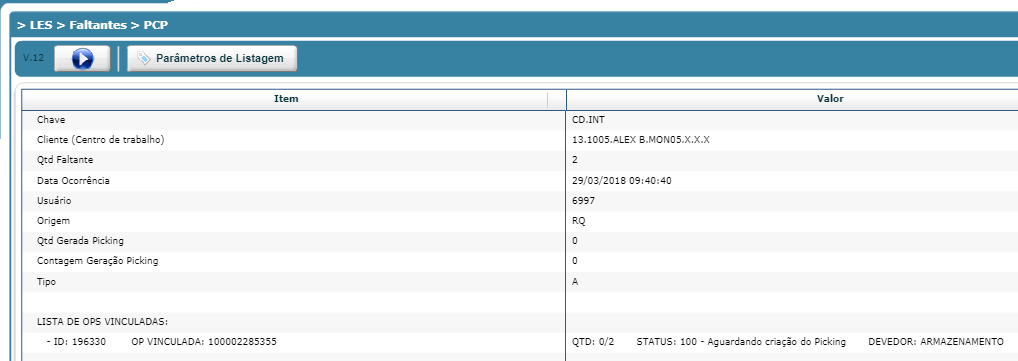 > LES > Faltantes > PCP
V.12 Parâmetros de Listagem
Item Valor
Chave CD.INT
Cliente (Centro de trabalho) 13.1005.ALEX B.MON05.X.X.X
Qtd Faltante 2
Data Ocorrência 29/03/2018 09:40:40
Usuário 6997
Origem RQ
Qtd Gerada Picking 0
Contagem Geração Picking 0
Tipo A
LISTA DE OPS VINCULADAS:
- ID: 196330 OP VINCULADA: 100002285355 QTD: 0/2 STATUS: 100 - Aguardando criação do Picking DEVEDOR: ARMAZENAMENTO